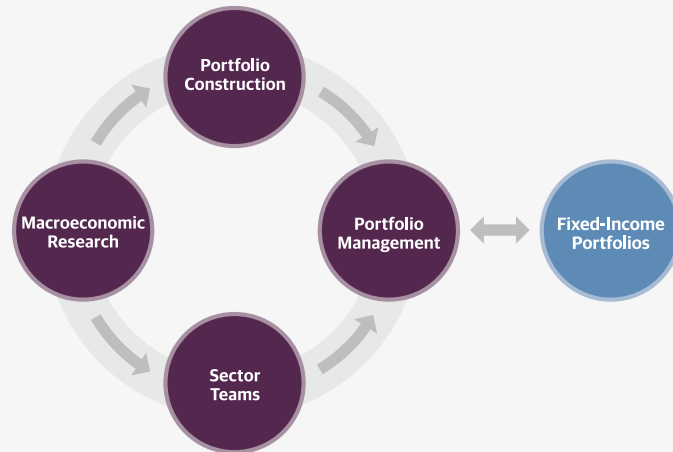 Portfolio
Construction
Macroeconomic
Research
Portfolio
Management
Fixed-Income
Portfolios
Sector
Teams